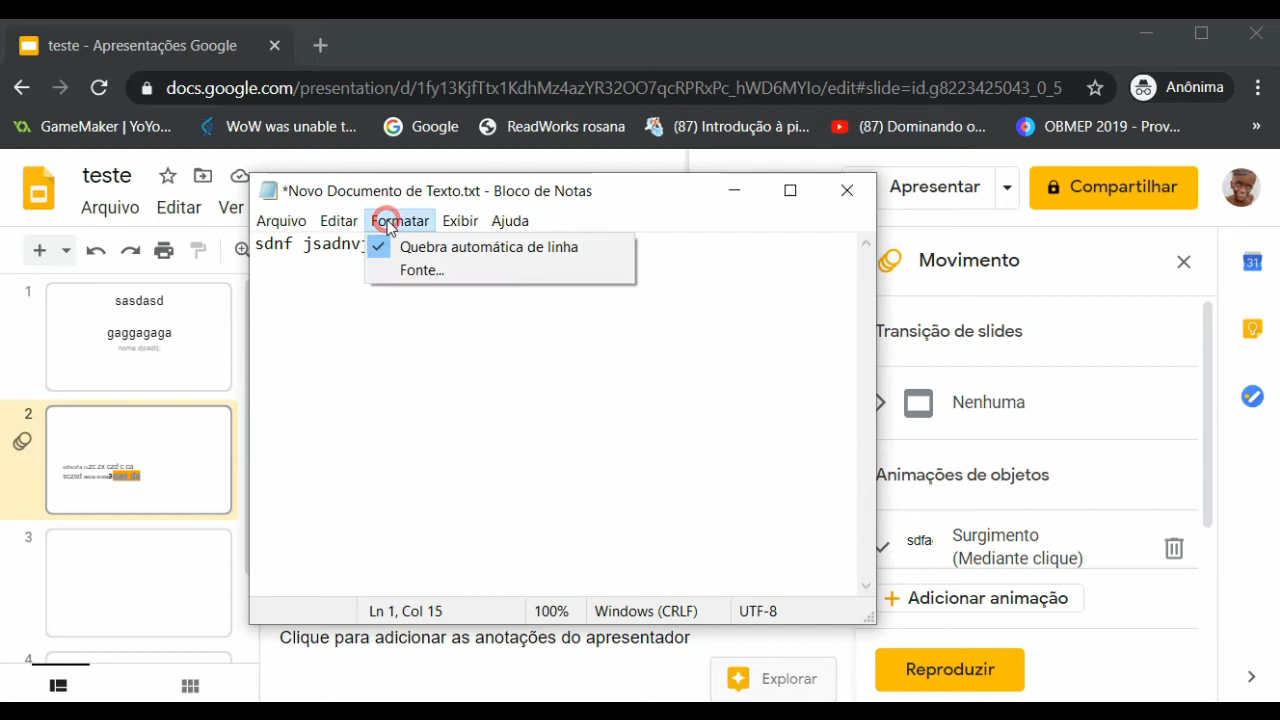 teste - Apresentações Google
docs.google.com/presentation/d/1fy13KjfTtx1KdhMz4azYR32OO7qcRPRxPc_hWD6MYIo/edit#slide=id.g8223425043_0_5
Anônima
GameMaker | YoYo...
WoW was unable t...
Google
ReadWorks rosana
(87) Introdução à pi...
(87) Dominando o...
OBMEP 2019 - Prov...
»
teste
Arquivo Editar Ver
Apresentar
Compartilhar
*Novo Documento de Texto.txt - Bloco de Notas
Arquivo Editar Formatar Exibir Ajuda
sdnf jsadnvj
Quebra automática de linha
Fonte...
Ln 1, Col 15
100%
Windows (CRLF)
UTF-8
1
sasdasd
gaggagaga
2
3
4
Clique para adicionar as anotações do apresentador
Explorar
Movimento
Transição de slides
Nenhuma
Animações de objetos
sdfa
Surgimento
(Mediante clique)
Adicionar animação
Reproduzir
31